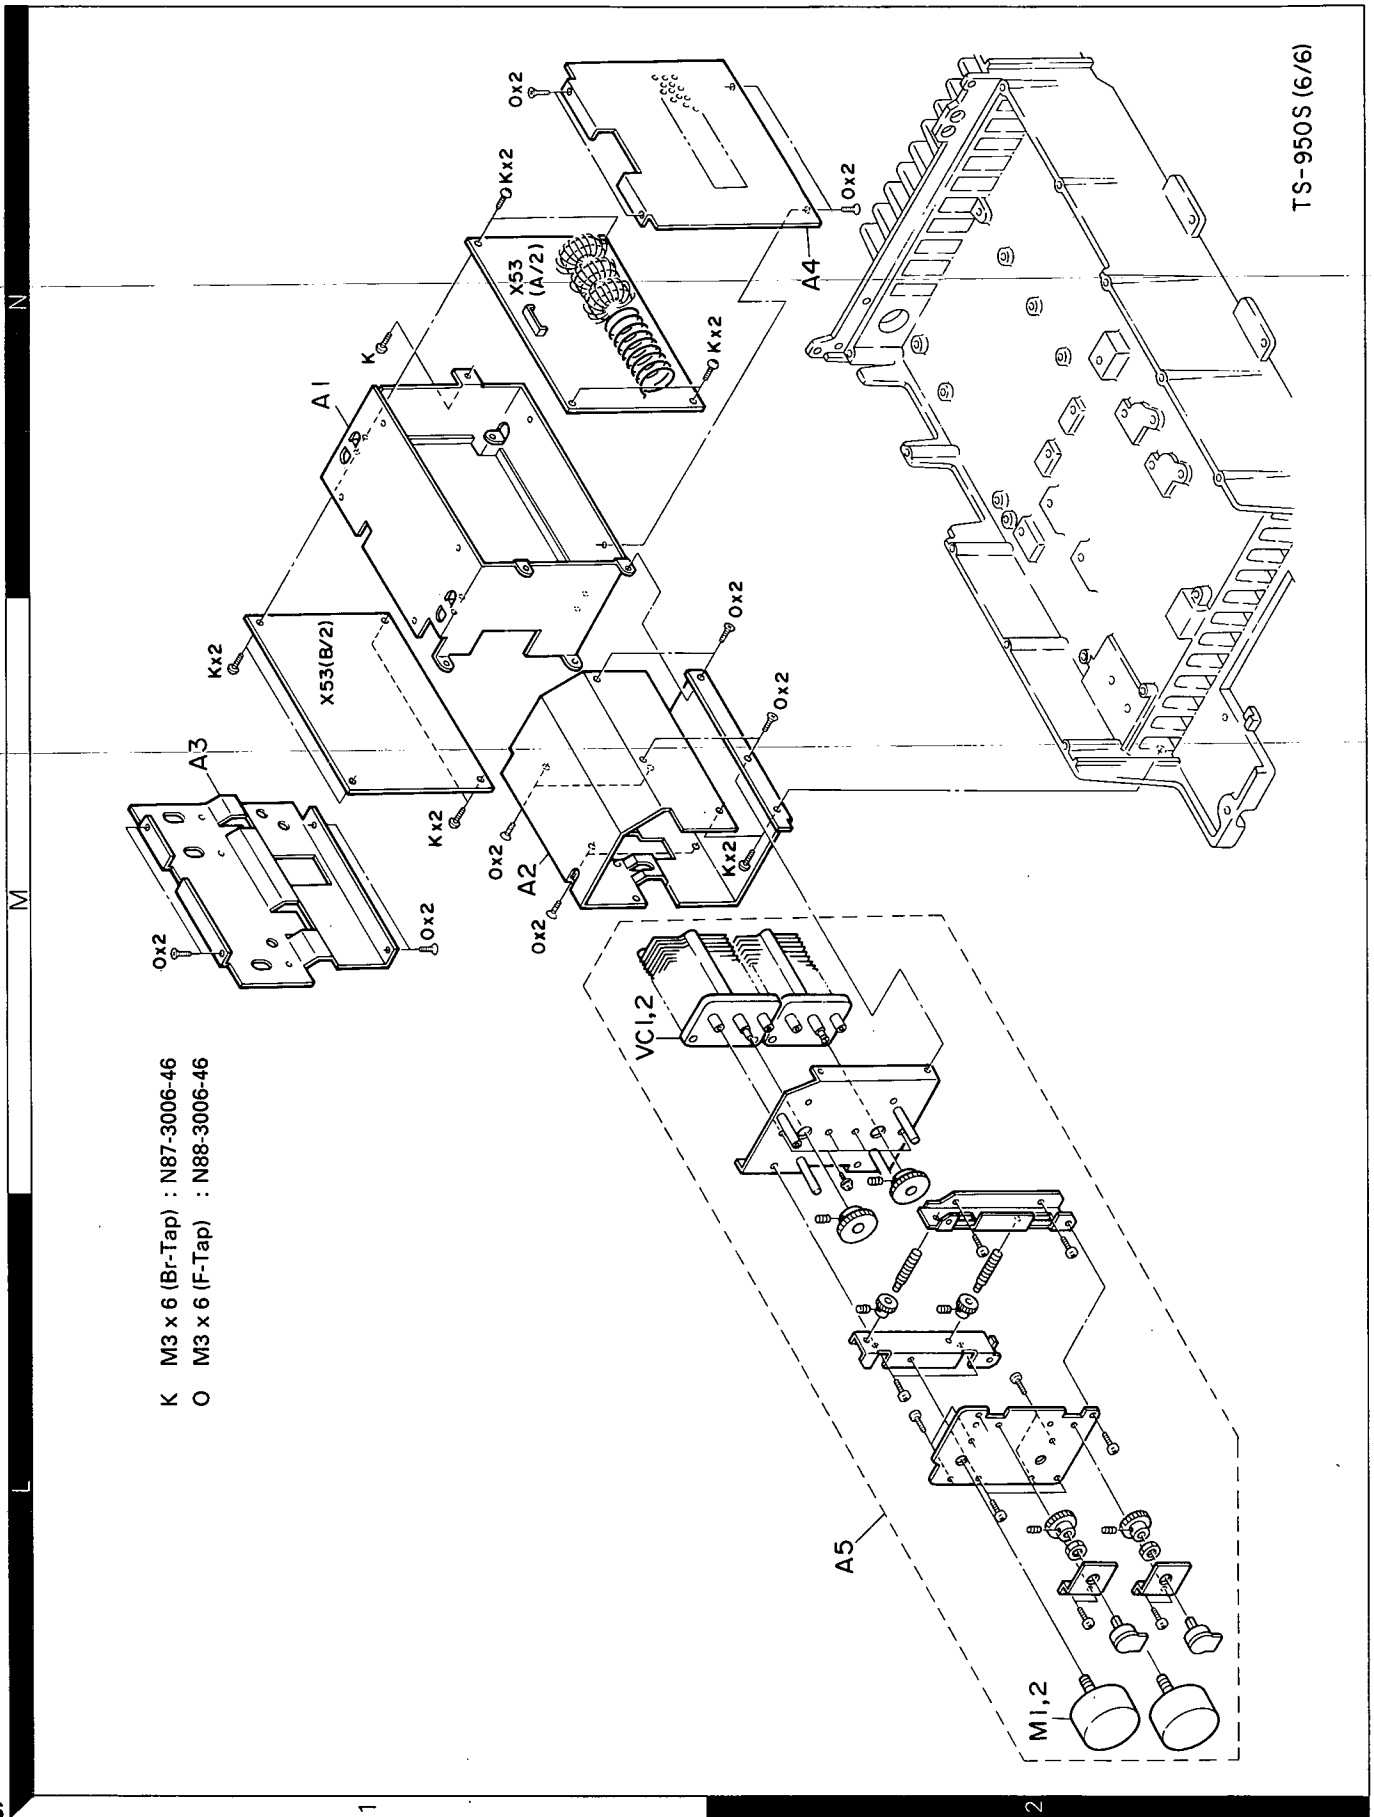 K M3 x 6 (Br-Tap) : N87-3006-46
O M3 x 6 (F-Tap) : N88-3006-46
L
M
N
1
2
A3
Ox2
Ox2
Kx2
X53(B/2)
Kx2
A1
K
Kx2
X53
(A/2)
Kx2
Ox2
A4
Ox2
Ox2
A2
Ox2
Kx2
Ox2
Ox2
VC1,2
A5
M1,2
TS-950S (6/6)